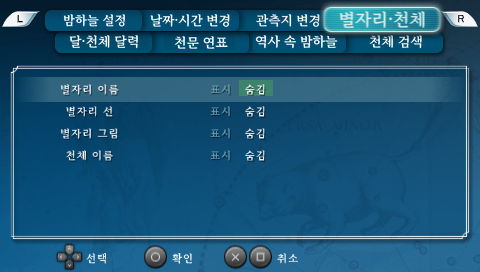 L 밤하늘 설정 날짜·시간 변경 관측지 변경 별자리·천체 R
달·천체 달력 천문 연표 역사 속 밤하늘 천체 검색
별자리 이름 표시 숨김
별자리 선 표시 숨김
별자리 그림 표시 숨김
천체 이름 표시 숨김
선택 확인 취소